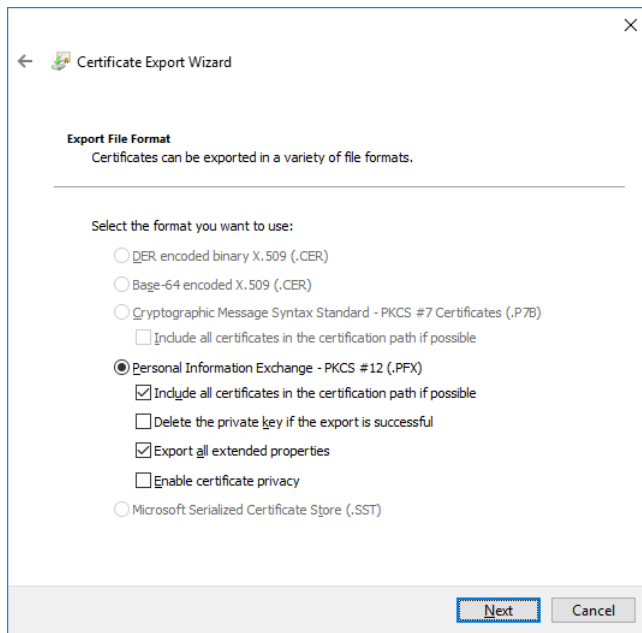 Certificate Export Wizard
Export File Format
Certificates can be exported in a variety of file formats.
Select the format you want to use:
DER encoded binary X.509 (.CER)
Base-64 encoded X.509 (.CER)
Cryptographic Message Syntax Standard - PKCS #7 Certificates (.P7B)
Include all certificates in the certification path if possible
Personal Information Exchange - PKCS #12 (.PFX)
Include all certificates in the certification path if possible
Delete the private key if the export is successful
Export all extended properties
Enable certificate privacy
Microsoft Serialized Certificate Store (.SST)
Next Cancel